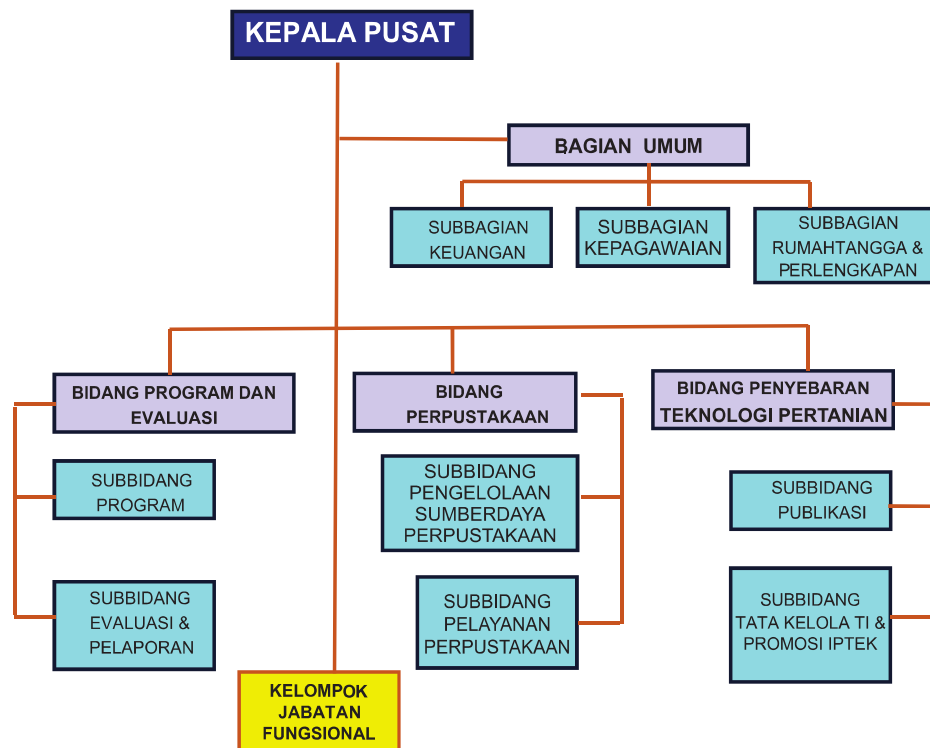 KEPALA PUSAT
BAGIAN UMUM
SUBBAGIAN
KEUANGAN
SUBBAGIAN
KEPAGAWAIAN
SUBBAGIAN
RUMAHTANGGA &
PERLENGKAPAN
BIDANG PROGRAM DAN
EVALUASI
BIDANG
PERPUSTAKAAN
BIDANG PENYEBARAN
TEKNOLOGI PERTANIAN
SUBBIDANG
PROGRAM
SUBBIDANG
PENGELOLAAN
SUMBERDAYA
PERPUSTAKAAN
SUBBIDANG
PUBLIKASI
SUBBIDANG
EVALUASI &
PELAPORAN
SUBBIDANG
PELAYANAN
PERPUSTAKAAN
SUBBIDANG
TATA KELOLA TI &
PROMOSI IPTEK
KELOMPOK
JABATAN
FUNGSIONAL